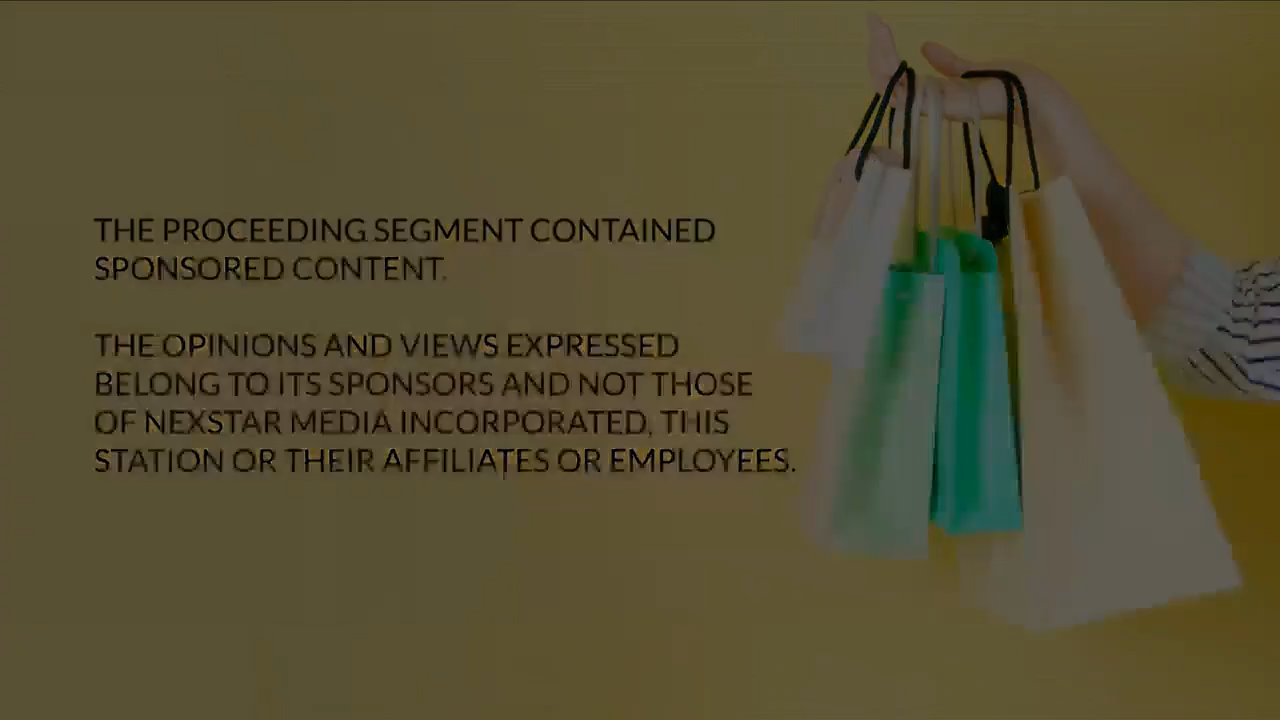 THE PROCEEDING SEGMENT CONTAINED
SPONSORED CONTENT.
THE OPINIONS AND VIEWS EXPRESSED
BELONG TO ITS SPONSORS AND NOT THOSE
OF NEXSTAR MEDIA INCORPORATED, THIS
STATION OR THEIR AFFILIATES OR EMPLOYEES.